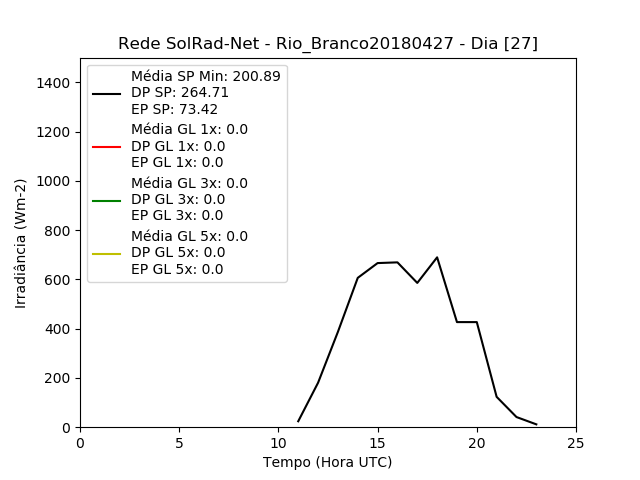 Rede SolRad-Net - Rio_Branco20180427 - Dia [27]
Média SP Min: 200.89
DP SP: 264.71
EP SP: 73.42
Média GL 1x: 0.0
DP GL 1x: 0.0
EP GL 1x: 0.0
Média GL 3x: 0.0
DP GL 3x: 0.0
EP GL 3x: 0.0
Média GL 5x: 0.0
DP GL 5x: 0.0
EP GL 5x: 0.0
Irradiância (Wm-2)
1400
1200
1000
800
600
400
200
0
0 5 10 15 20 25
Tempo (Hora UTC)